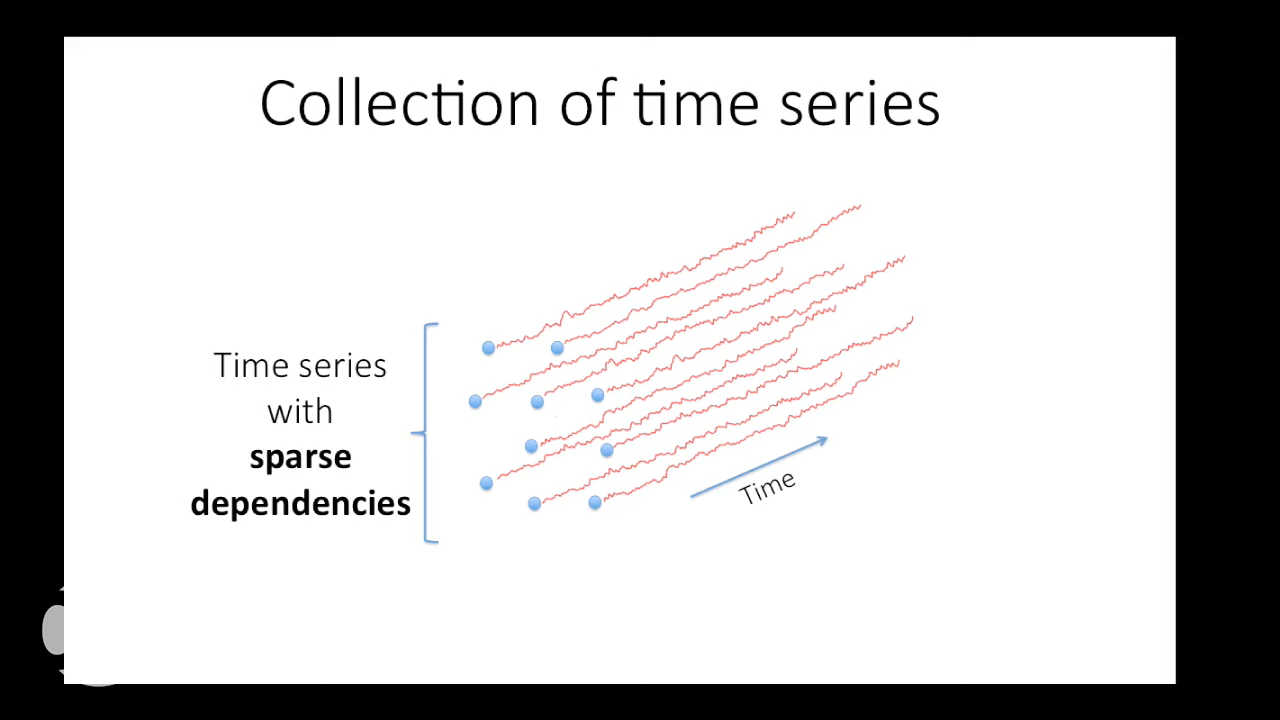 Collection of time series
Time series
with
sparse
dependencies
Time